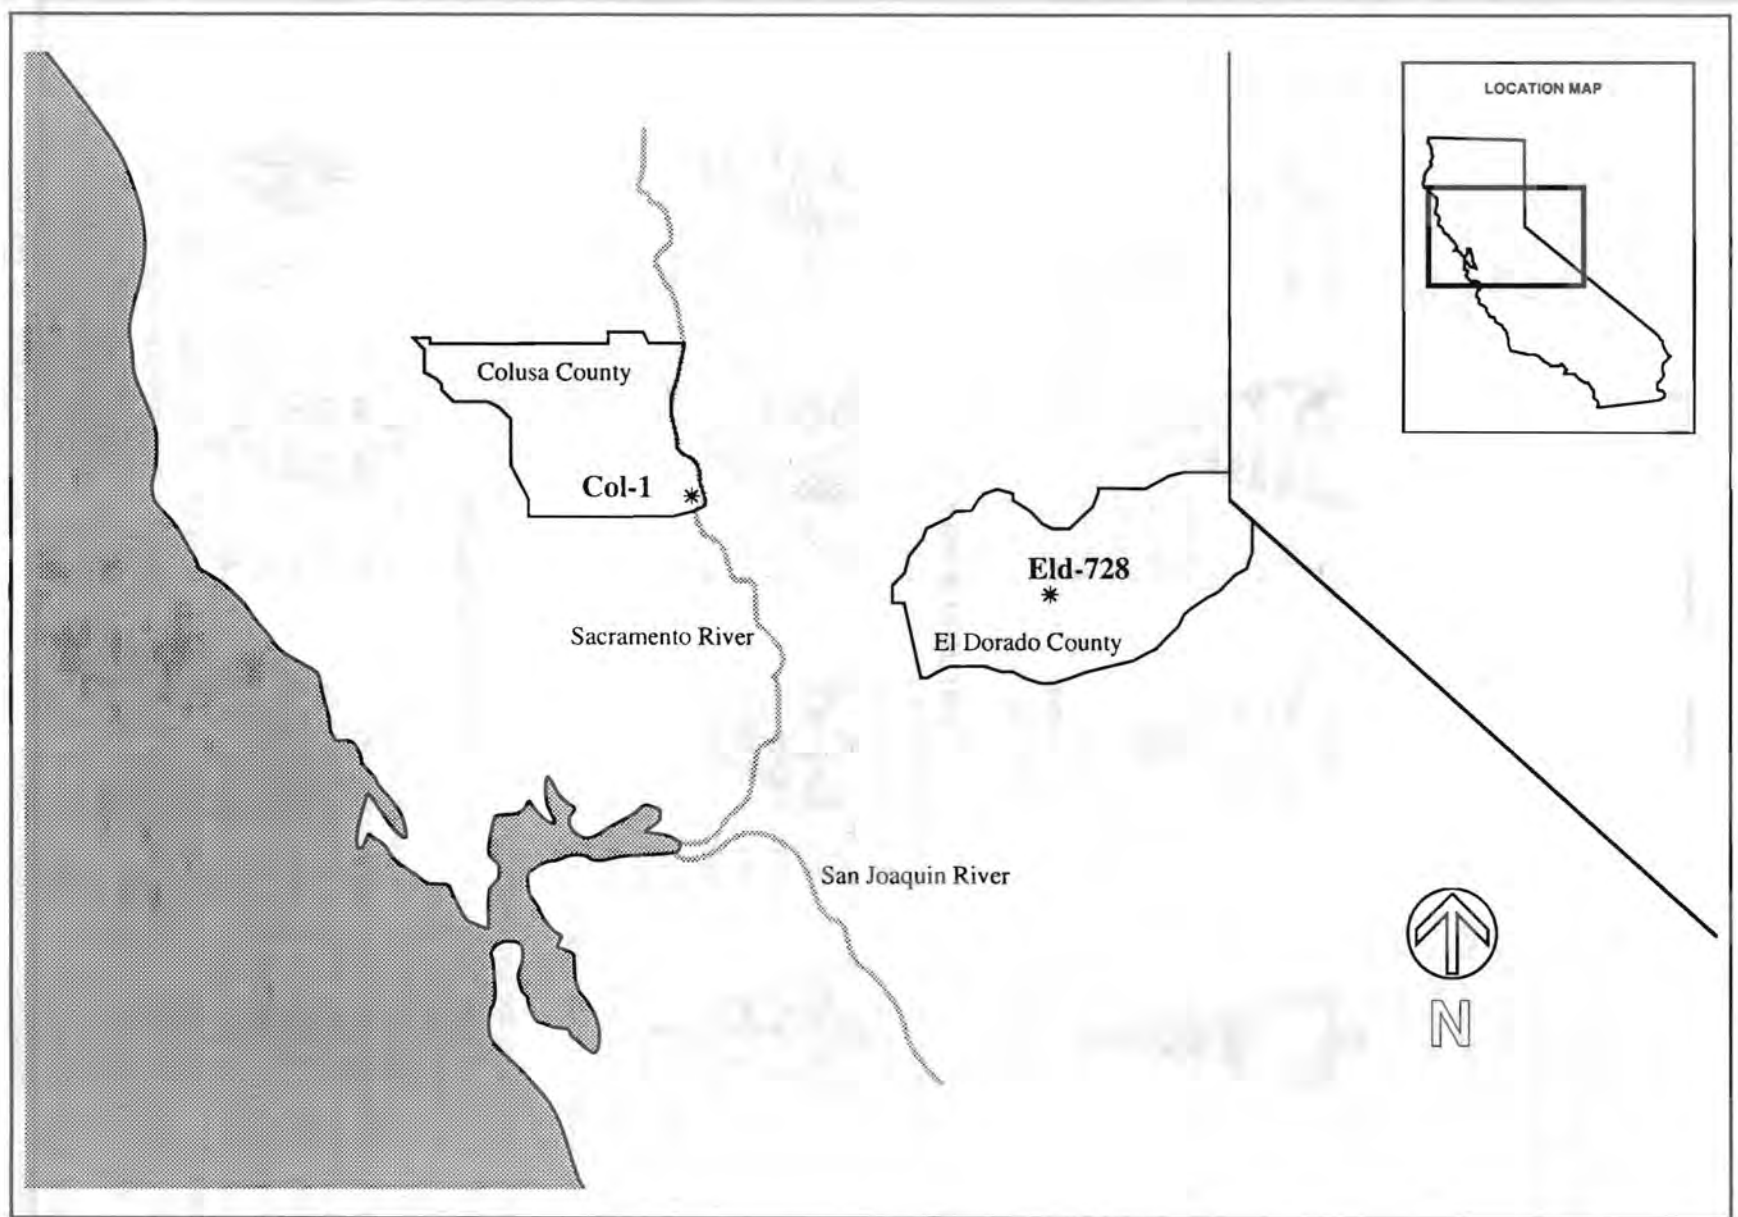 LOCATION MAP
Colusa County
Col-1
Eld-728
Sacramento River
El Dorado County
San Joaquin River
N